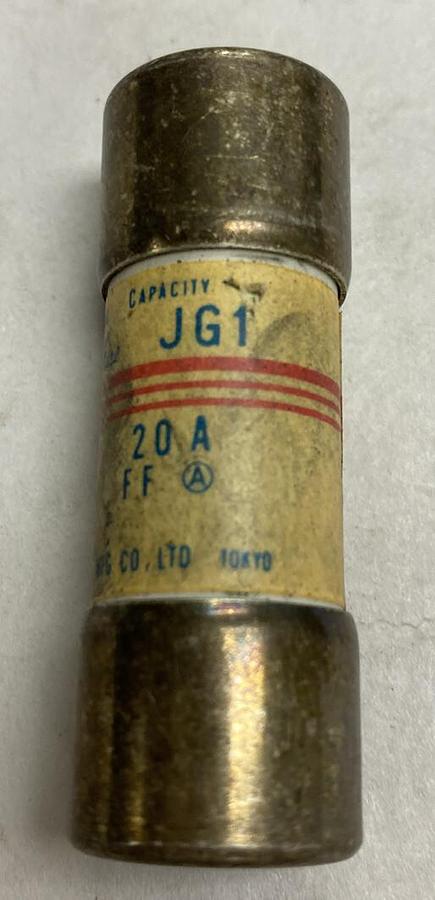 CAPACITY
JG1
20 A
FF Ⓐ
CO, LTD TOKYO